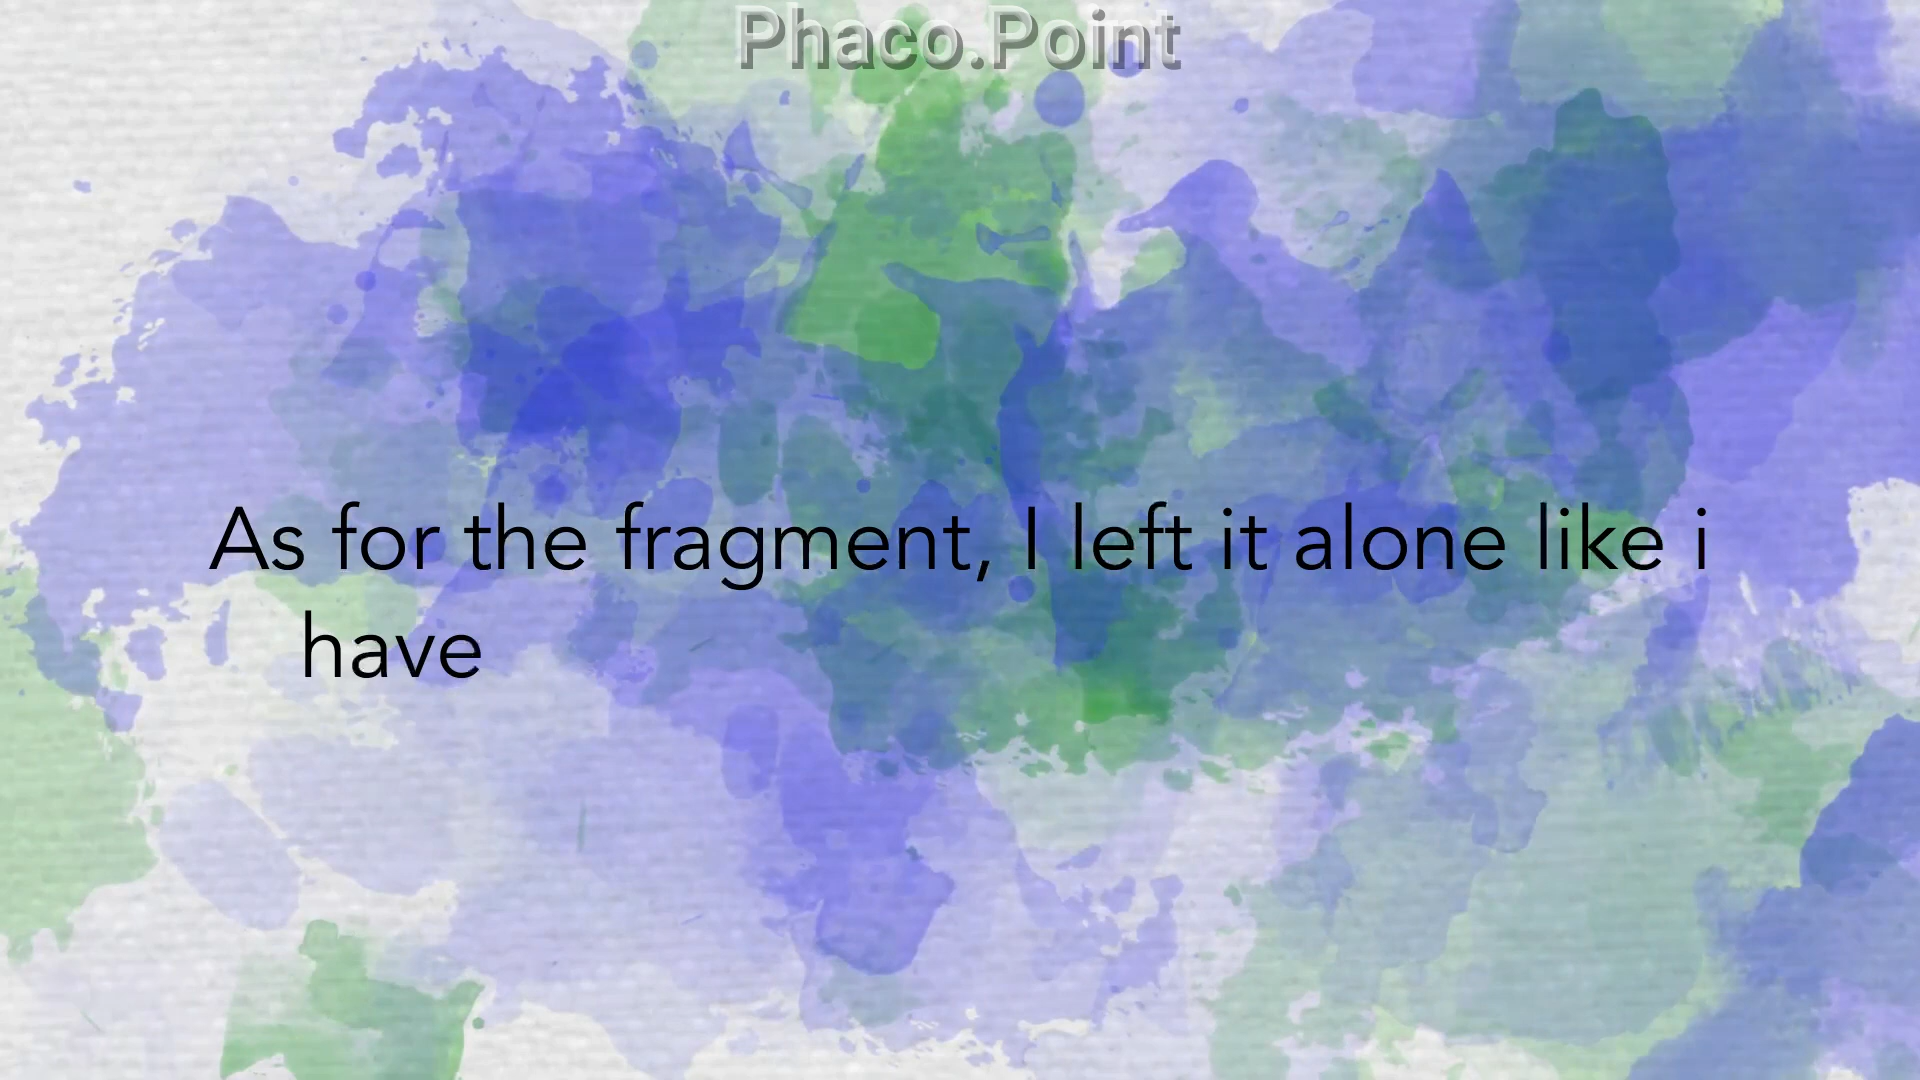 Phaco.Point
As for the fragment, I left it alone like i
have